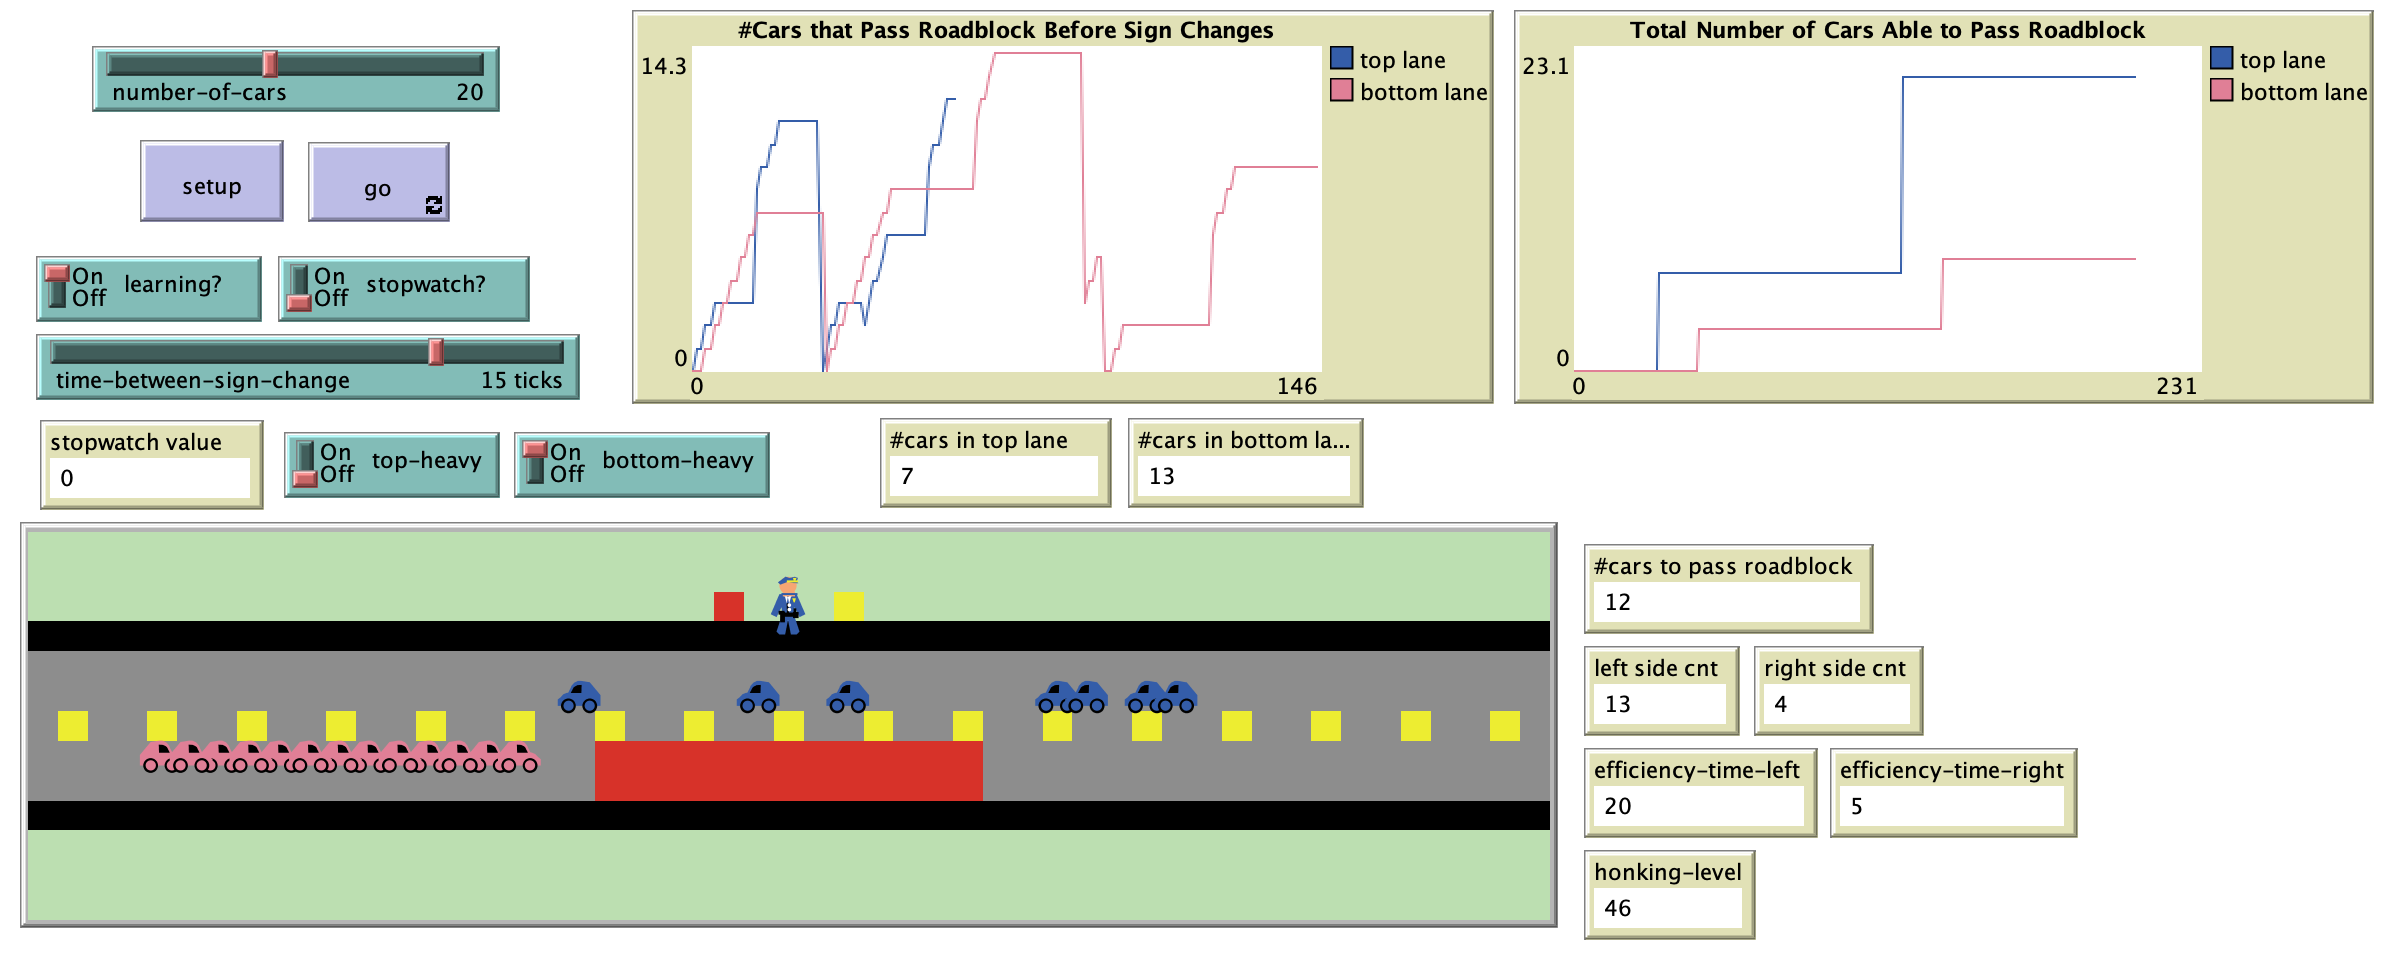 number-of-cars 20
setup
go
On
Off
learning?
On
Off
stopwatch?
time-between-sign-change 15 ticks
stopwatch value
0
On
Off
top-heavy
On
Off
bottom-heavy
#Cars that Pass Roadblock Before Sign Changes
14.3
0
0 146
top lane
bottom lane
Total Number of Cars Able to Pass Roadblock
23.1
0
0 231
top lane
bottom lane
#cars in top lane
7
#cars in bottom la...
13
#cars to pass roadblock
12
left side cnt
13
right side cnt
4
efficiency-time-left
20
efficiency-time-right
5
honking-level
46